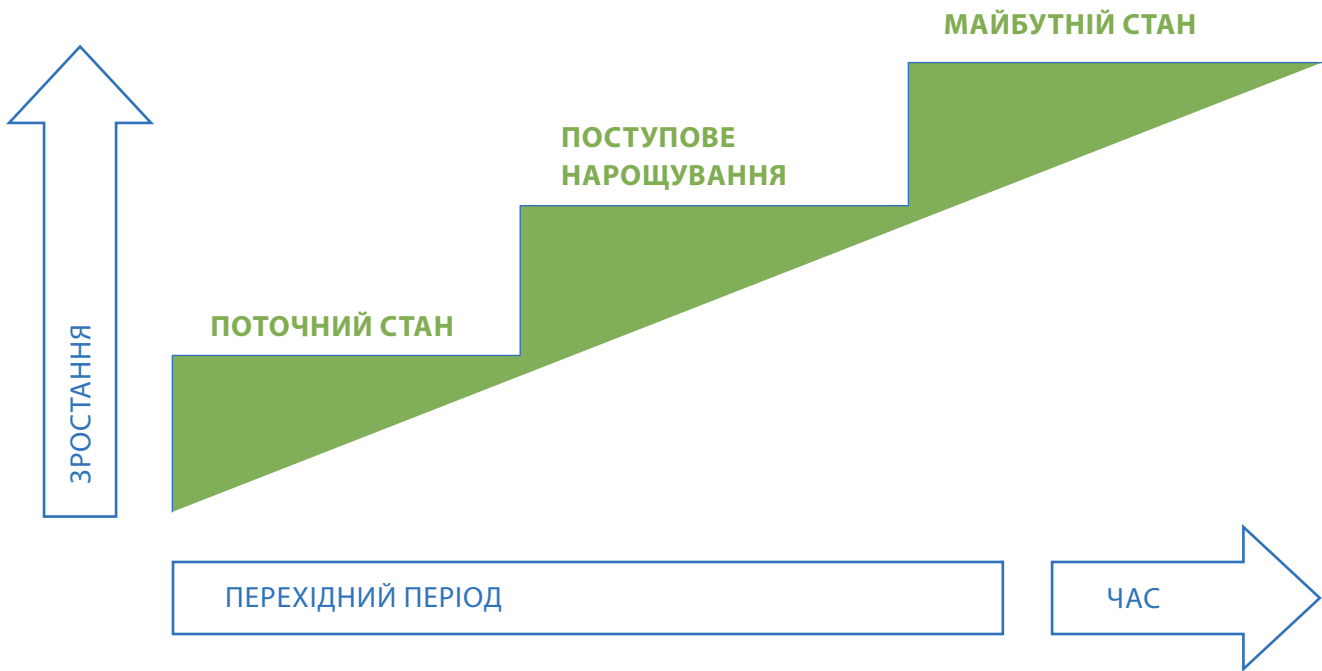 МАЙБУТНІЙ СТАН
ПОСТУПОВЕ
НАРОЩУВАННЯ
ПОТОЧНИЙ СТАН
ЗРОСТАННЯ
ПЕРЕХІДНИЙ ПЕРІОД
ЧАС